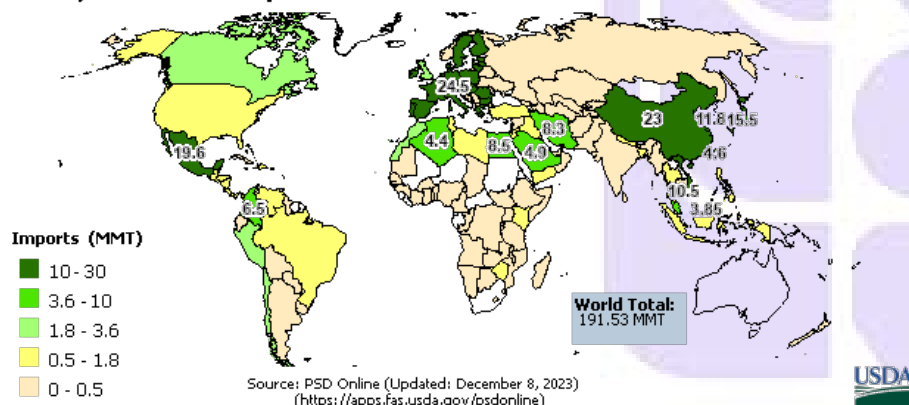 24.5
23
11.8
15.5
8.3
4.4
8.5
4.9
4.6
19.6
10.5
3.85
6.5
Imports (MMT)
10 - 30
3.6 - 10
1.8 - 3.6
0.5 - 1.8
0 - 0.5
World Total:
191.53 MMT
Source: PSD Online (Updated: December 8, 2023)
(https://apps.fas.usda.gov/psdonline)
USDA